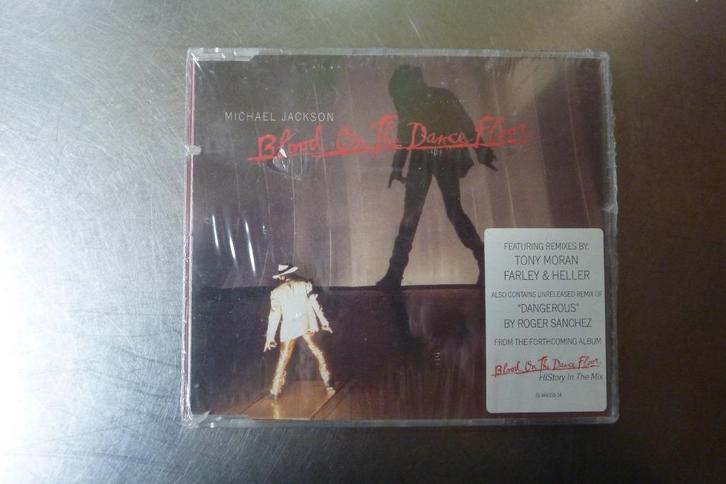 MICHAEL JACKSON
Blood On The Dance Floor
FEATURING REMIXES BY:
TONY MORAN
FARLEY & HELLER
ALSO CONTAINS UNRELEASED REMIX OF
"DANGEROUS"
BY ROGER SANCHEZ
FROM THE FORTHCOMING ALBUM
Blood On The Dance Floor
HIStory In The Mix